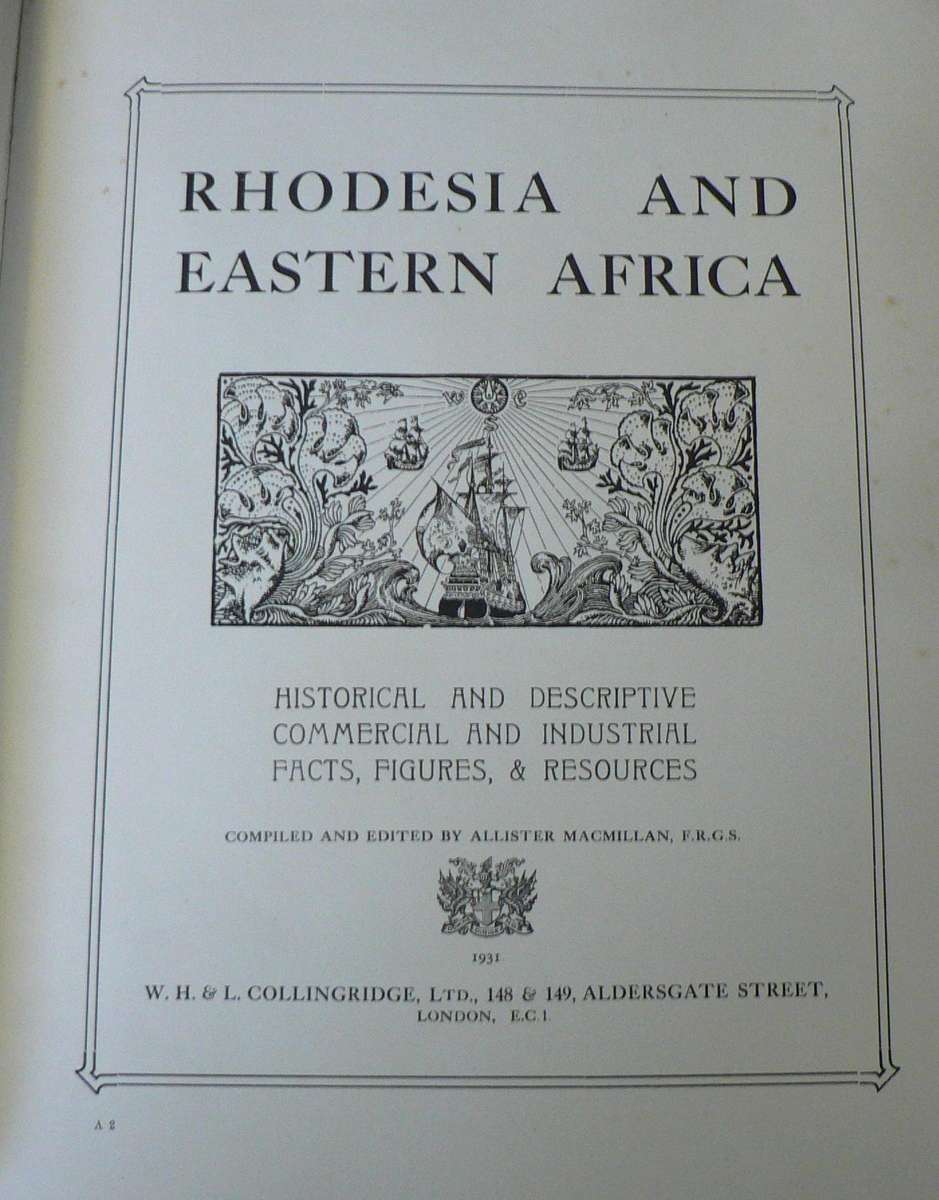 RHODESIA AND
EASTERN AFRICA
W E
S
HISTORICAL AND DESCRIPTIVE
COMMERCIAL AND INDUSTRIAL
FACTS, FIGURES, & RESOURCES
COMPILED AND EDITED BY ALLISTER MACMILLAN, F.R.G.S.
1931
W. H. & L. COLLINGRIDGE, LTD., 148 & 149, ALDERSGATE STREET,
LONDON, E.C.1.
A 2